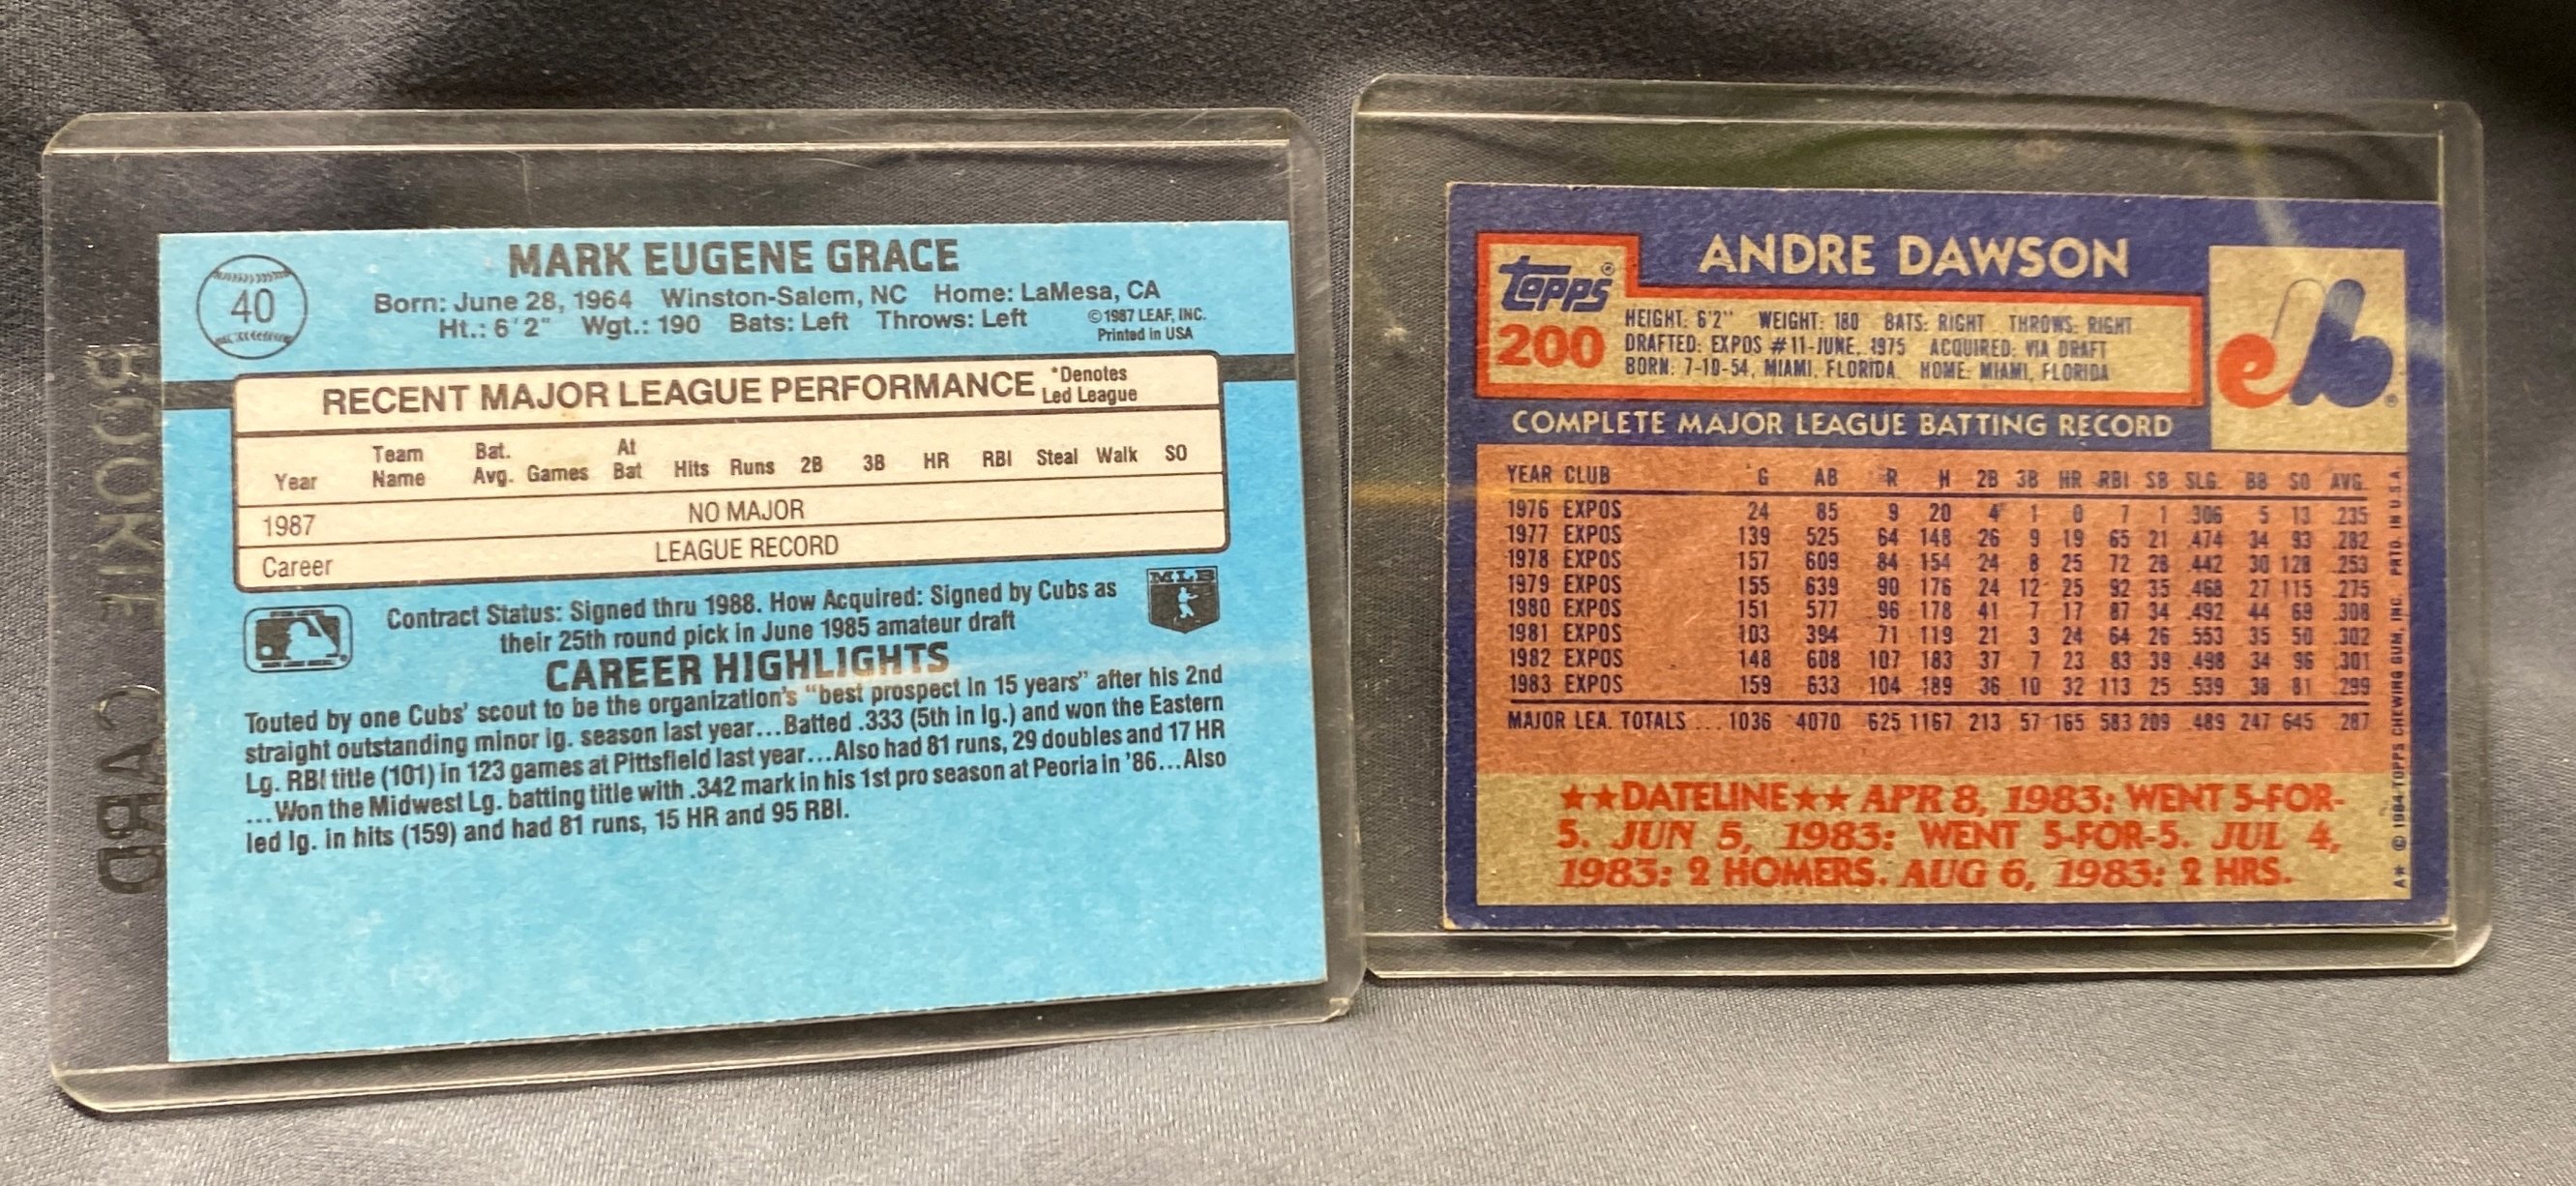 ROOKIE CARD
40
MARK EUGENE GRACE
Born: June 28, 1964 Winston-Salem, NC Home: LaMesa, CA
Ht.: 6'2" Wgt.: 190 Bats: Left Throws: Left
©1987 LEAF, INC.
Printed in USA
RECENT MAJOR LEAGUE PERFORMANCE
*Denotes
Led League
Year Team Name Bat. Avg. Games At Bat Hits Runs 2B 3B HR RBI Steal Walk SO
1987 NO MAJOR
Career LEAGUE RECORD
Contract Status: Signed thru 1988. How Acquired: Signed by Cubs as
their 25th round pick in June 1985 amateur draft
MLB
CAREER HIGHLIGHTS
Touted by one Cubs' scout to be the organization's "best prospect in 15 years" after his 2nd
straight outstanding minor lg. season last year...Batted .333 (5th in lg.) and won the Eastern
Lg. RBI title (101) in 123 games at Pittsfield last year...Also had 81 runs, 29 doubles and 17 HR
...Won the Midwest Lg. batting title with .342 mark in his 1st pro season at Peoria in '86...Also
led lg. in hits (159) and had 81 runs, 15 HR and 95 RBI.
topps®
200
ANDRE DAWSON
HEIGHT: 6'2" WEIGHT: 180 BATS: RIGHT THROWS: RIGHT
DRAFTED: EXPOS #11-JUNE, 1975 ACQUIRED: VIA DRAFT
BORN: 7-10-54, MIAMI, FLORIDA HOME: MIAMI, FLORIDA
eb®
COMPLETE MAJOR LEAGUE BATTING RECORD
YEAR CLUB G AB R H 2B 3B HR RBI SB SLG. BB SO AVG.
1976 EXPOS 24 85 9 20 4 1 0 7 1 .306 5 13 .235
1977 EXPOS 139 525 64 148 26 9 19 65 21 .474 34 93 .282
1978 EXPOS 157 609 84 154 24 8 25 72 28 .442 30 128 .253
1979 EXPOS 155 639 90 176 24 12 25 92 35 .468 27 115 .275
1980 EXPOS 151 577 96 178 41 7 17 87 34 .492 44 69 .308
1981 EXPOS 103 394 71 119 21 3 24 64 26 .553 35 50 .302
1982 EXPOS 148 608 107 183 37 7 23 83 39 .498 34 96 .301
1983 EXPOS 159 633 104 189 36 10 32 113 25 .539 38 81 .299
MAJOR LEA. TOTALS ... 1036 4070 625 1167 213 57 165 583 209 .489 247 645 .287
★★DATELINE★★ APR 8, 1983: WENT 5-FOR-
5. JUN 5, 1983: WENT 5-FOR-5. JUL 4,
1983: 2 HOMERS. AUG 6, 1983: 2 HRS.
A★ © 1984 TOPPS CHEWING GUM, INC. PRTD. IN U.S.A.